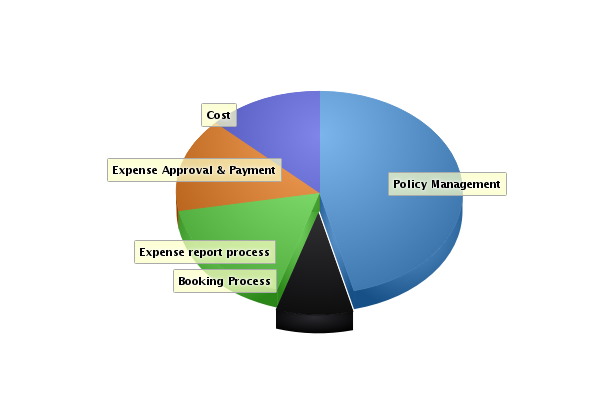 Cost
Expense Approval & Payment
Policy Management
Expense report process
Booking Process